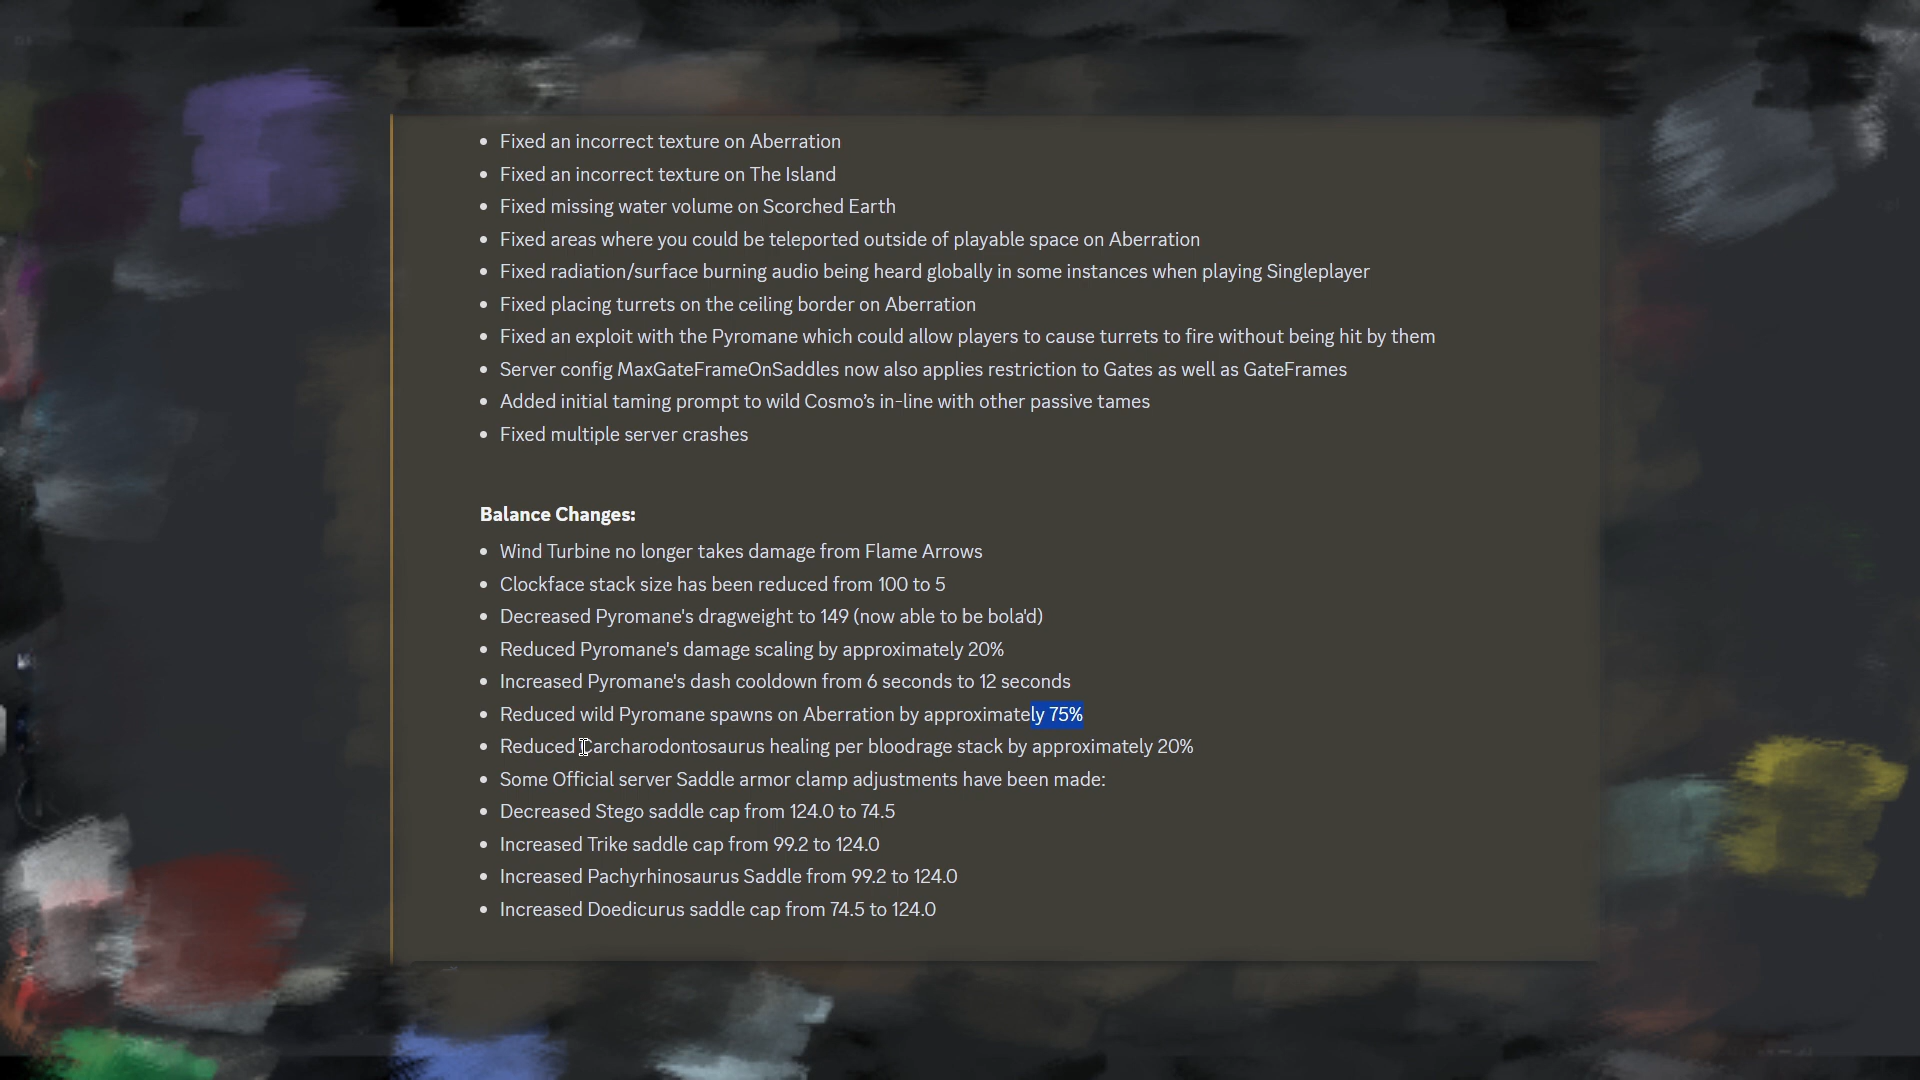 Fixed an incorrect texture on Aberration
Fixed an incorrect texture on The Island
Fixed missing water volume on Scorched Earth
Fixed areas where you could be teleported outside of playable space on Aberration
Fixed radiation/surface burning audio being heard globally in some instances when playing Singleplayer
Fixed placing turrets on the ceiling border on Aberration
Fixed an exploit with the Pyromane which could allow players to cause turrets to fire without being hit by them
Server config MaxGateFrameOnSaddles now also applies restriction to Gates as well as GateFrames
Added initial taming prompt to wild Cosmo’s in-line with other passive tames
Fixed multiple server crashes
Balance Changes:
Wind Turbine no longer takes damage from Flame Arrows
Clockface stack size has been reduced from 100 to 5
Decreased Pyromane's dragweight to 149 (now able to be bola'd)
Reduced Pyromane's damage scaling by approximately 20%
Increased Pyromane's dash cooldown from 6 seconds to 12 seconds
Reduced wild Pyromane spawns on Aberration by approximately 75%
Reduced Carcharodontosaurus healing per bloodrage stack by approximately 20%
Some Official server Saddle armor clamp adjustments have been made:
Decreased Stego saddle cap from 124.0 to 74.5
Increased Trike saddle cap from 99.2 to 124.0
Increased Pachyrhinosaurus Saddle from 99.2 to 124.0
Increased Doedicurus saddle cap from 74.5 to 124.0